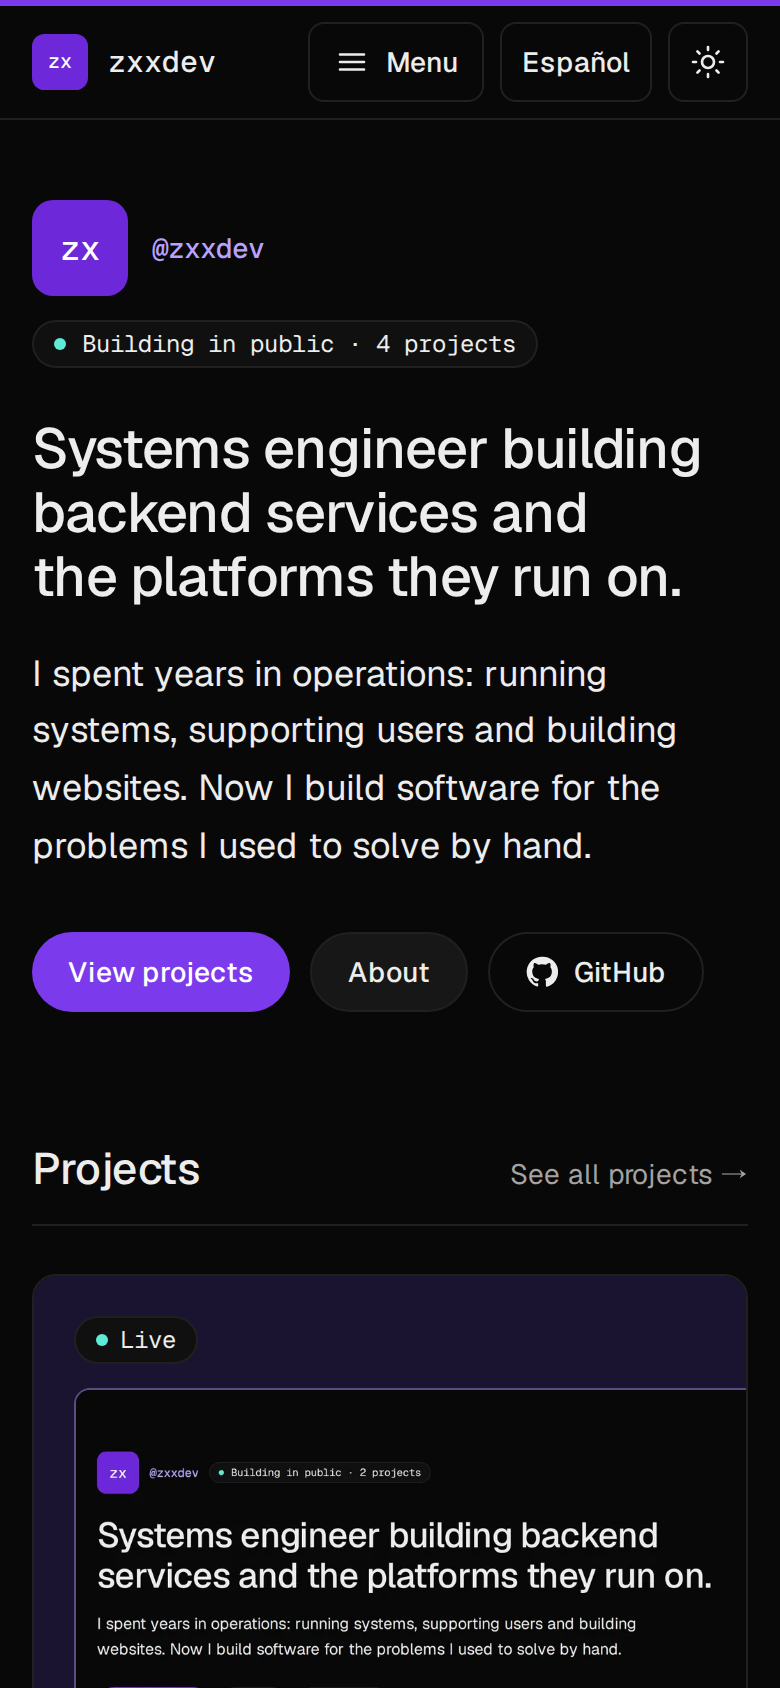 zx zxxdev Menu Español
zx @zxxdev
Building in public · 4 projects
Systems engineer building
backend services and
the platforms they run on.
I spent years in operations: running
systems, supporting users and building
websites. Now I build software for the
problems I used to solve by hand.
View projects About GitHub
Projects See all projects →
Live
zx @zxxdev Building in public · 2 projects
Systems engineer building backend
services and the platforms they run on.
I spent years in operations: running systems, supporting users and building
websites. Now I build software for the problems I used to solve by hand.